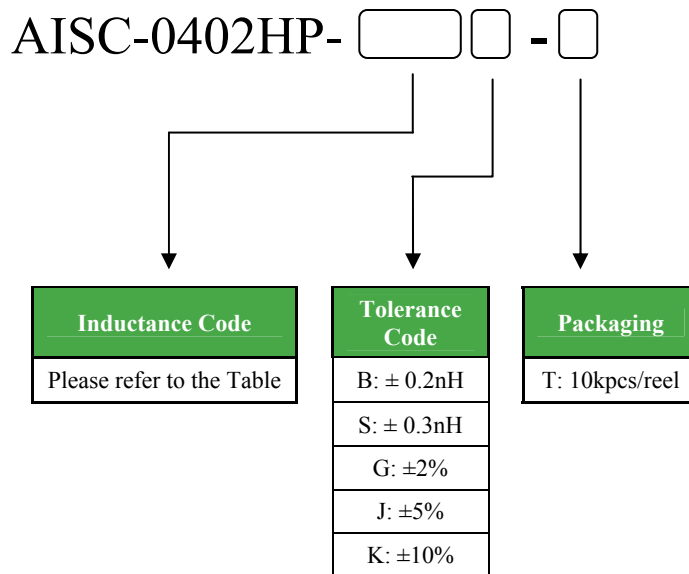 AISC-0402HP- -
Inductance Code
Please refer to the Table
Tolerance
Code
B: ± 0.2nH
S: ± 0.3nH
G: ±2%
J: ±5%
K: ±10%
Packaging
T: 10kpcs/reel